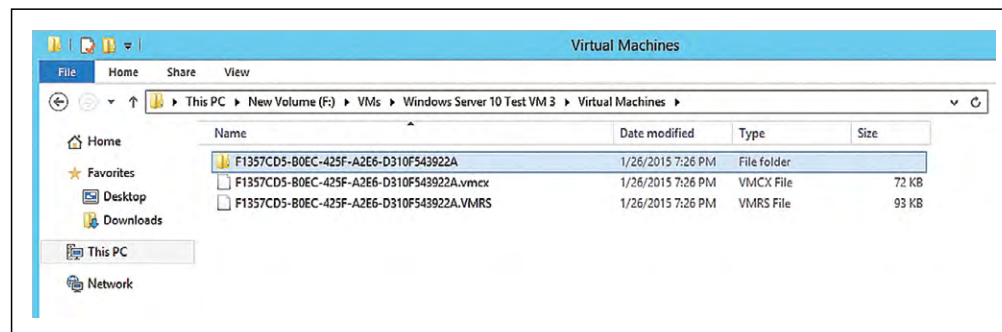 Virtual Machines
File Home Share View
This PC New Volume (F:) VMs Windows Server 10 Test VM 3 Virtual Machines
Home
Favorites
Desktop
Downloads
This PC
Network
Name Date modified Type Size
F1357CD5-B0EC-425F-A2E6-D310F543922A 1/26/2015 7:26 PM File folder
F1357CD5-B0EC-425F-A2E6-D310F543922A.vmcx 1/26/2015 7:26 PM VMCX File 72 KB
F1357CD5-B0EC-425F-A2E6-D310F543922A.VMRS 1/26/2015 7:26 PM VMRS File 93 KB